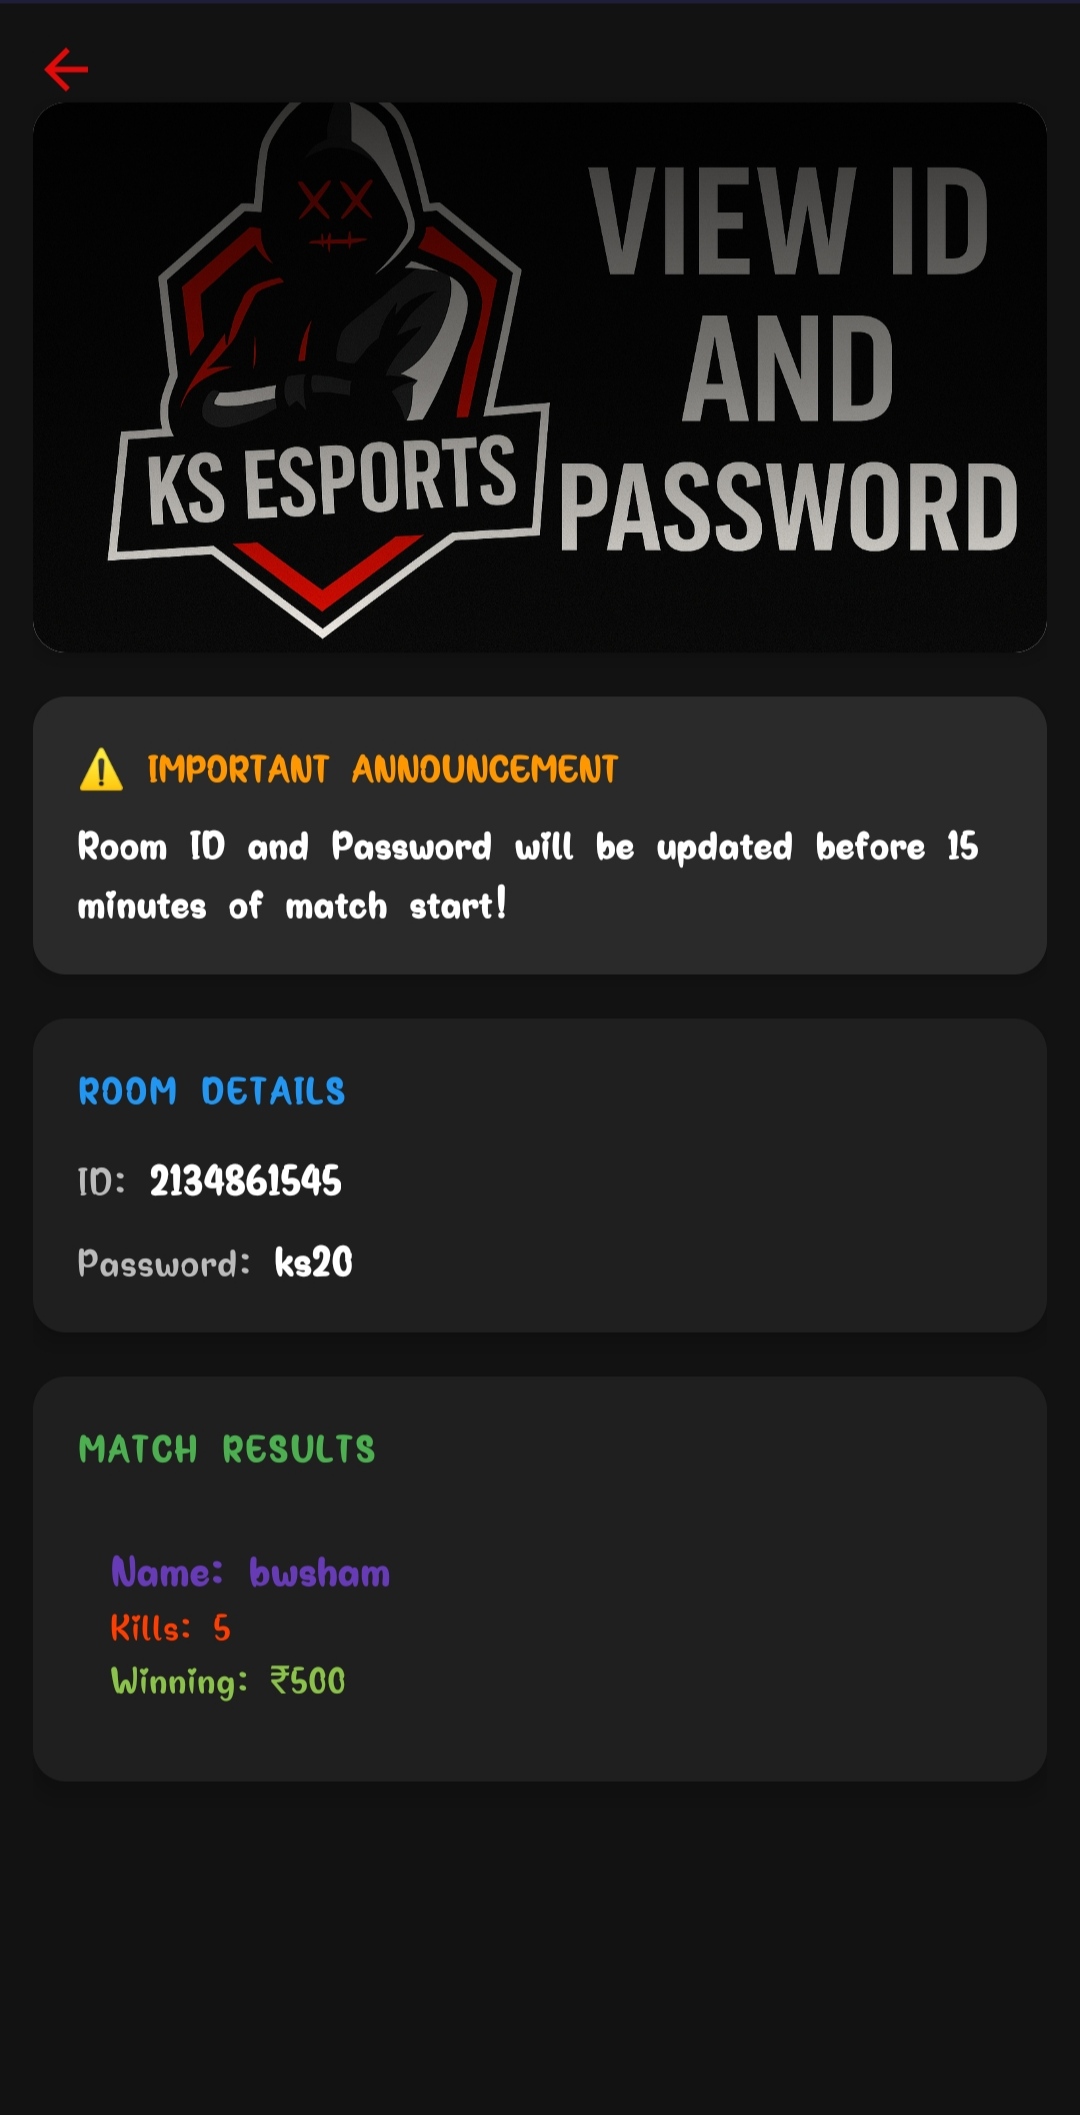 VIEW ID
AND
PASSWORD
KS ESPORTS
⚠️ IMPORTANT ANNOUNCEMENT
Room ID and Password will be updated before 15
minutes of match start!
ROOM DETAILS
ID: 2134861545
Password: ks20
MATCH RESULTS
Name: bwsham
Kills: 5
Winning: ₹500